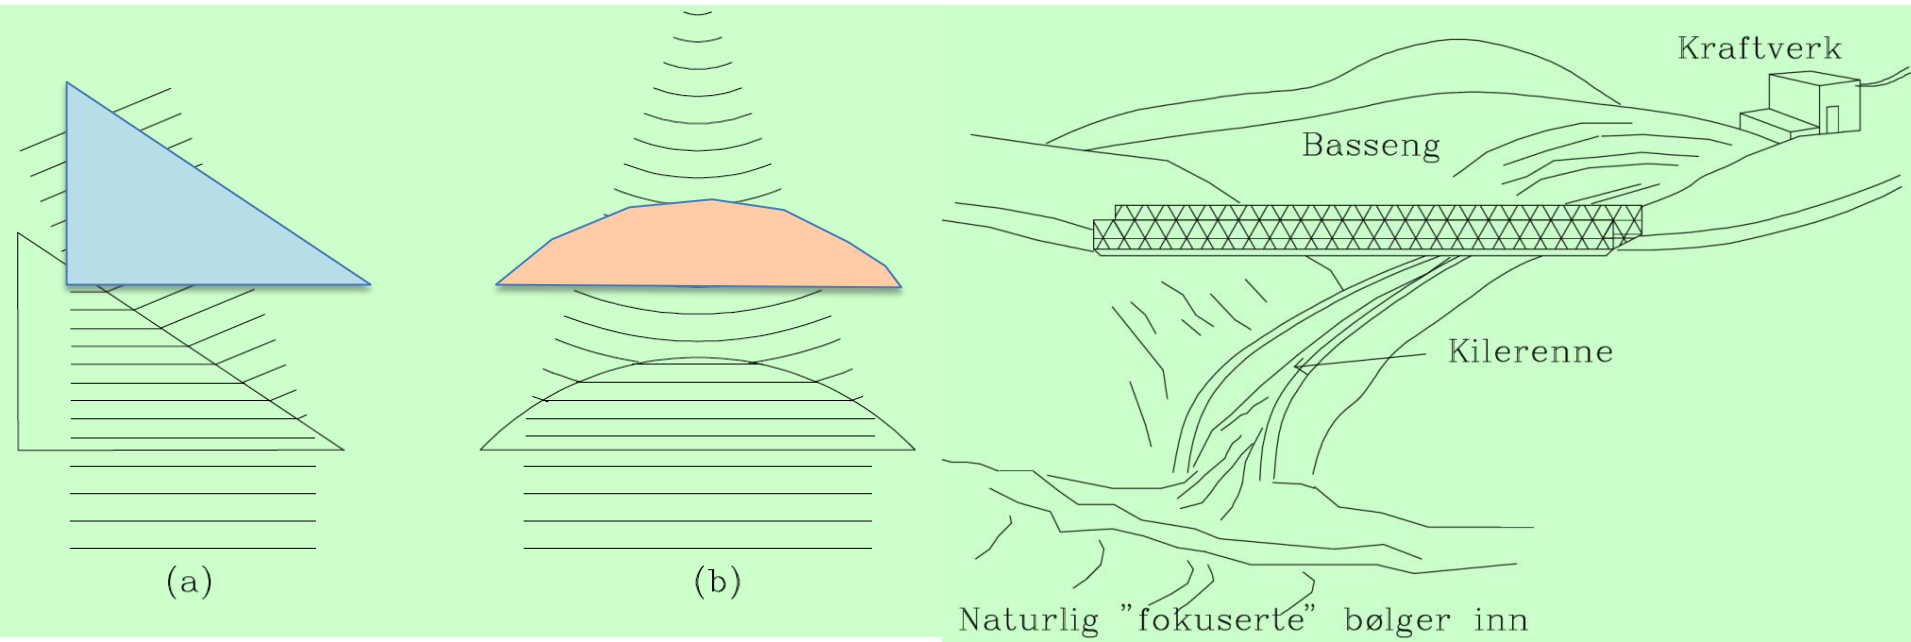 (a)
(b)
Kraftverk
Basseng
Kilerenne
Naturlig "fokuserte" bølger inn